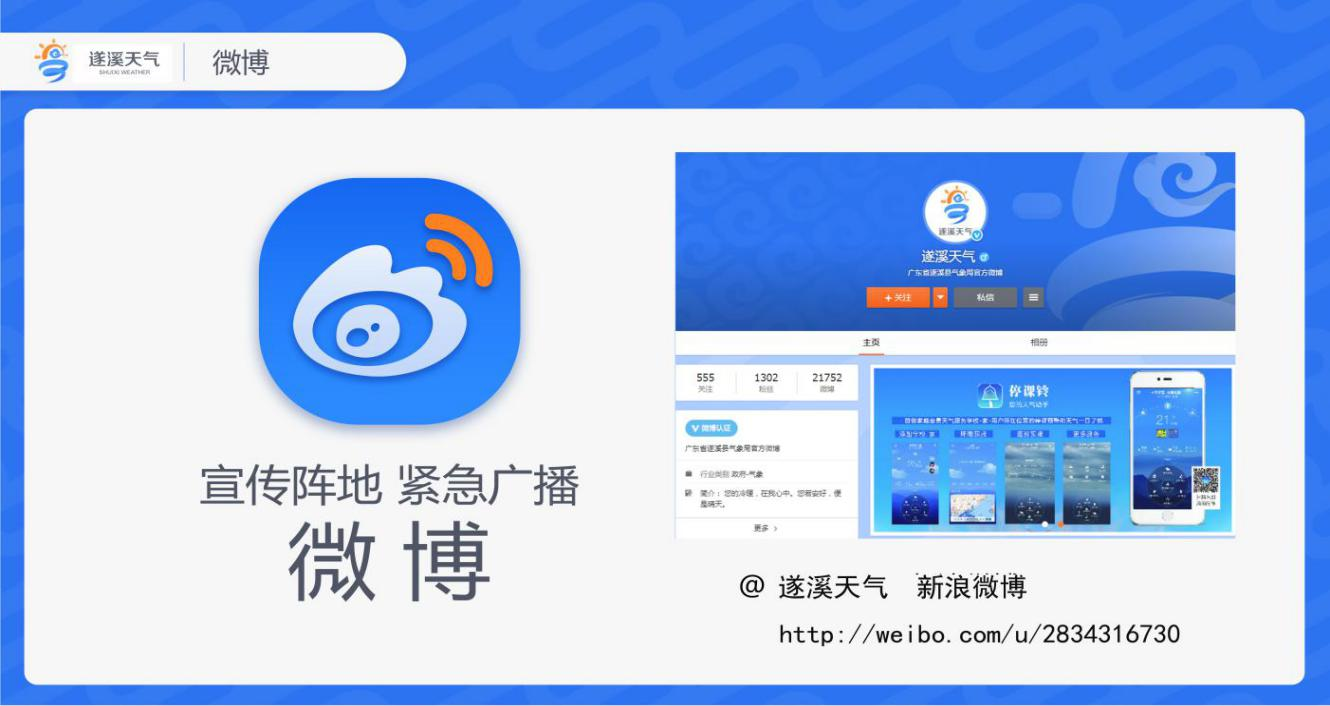 遂溪天气
SHUIXI WEATHER
微博
宣传阵地 紧急广播
微博
遂溪天气
遂溪天气
广东省遂溪县气象局官方微博
+关注
私信
主页
相册
555
关注
1302
粉丝
21752
微博
微博认证
广东省遂溪县气象局官方微博
行业类别 政府-气象
简介： 您的冷暖，在我心中。您若安好，便
是晴天。
更多 ›
停课铃
21
@ 遂溪天气 新浪微博
http://weibo.com/u/2834316730